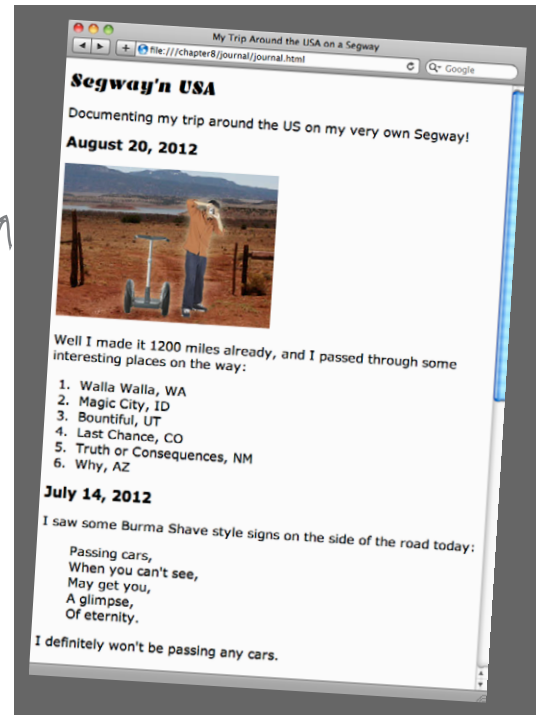 My Trip Around the USA on a Segway
file:///chapter8/journal/journal.html
Google
Segway'n USA
Documenting my trip around the US on my very own Segway!
August 20, 2012
Well I made it 1200 miles already, and I passed through some
interesting places on the way:
1. Walla Walla, WA
2. Magic City, ID
3. Bountiful, UT
4. Last Chance, CO
5. Truth or Consequences, NM
6. Why, AZ
July 14, 2012
I saw some Burma Shave style signs on the side of the road today:
Passing cars,
When you can't see,
May get you,
A glimpse,
Of eternity.
I definitely won't be passing any cars.